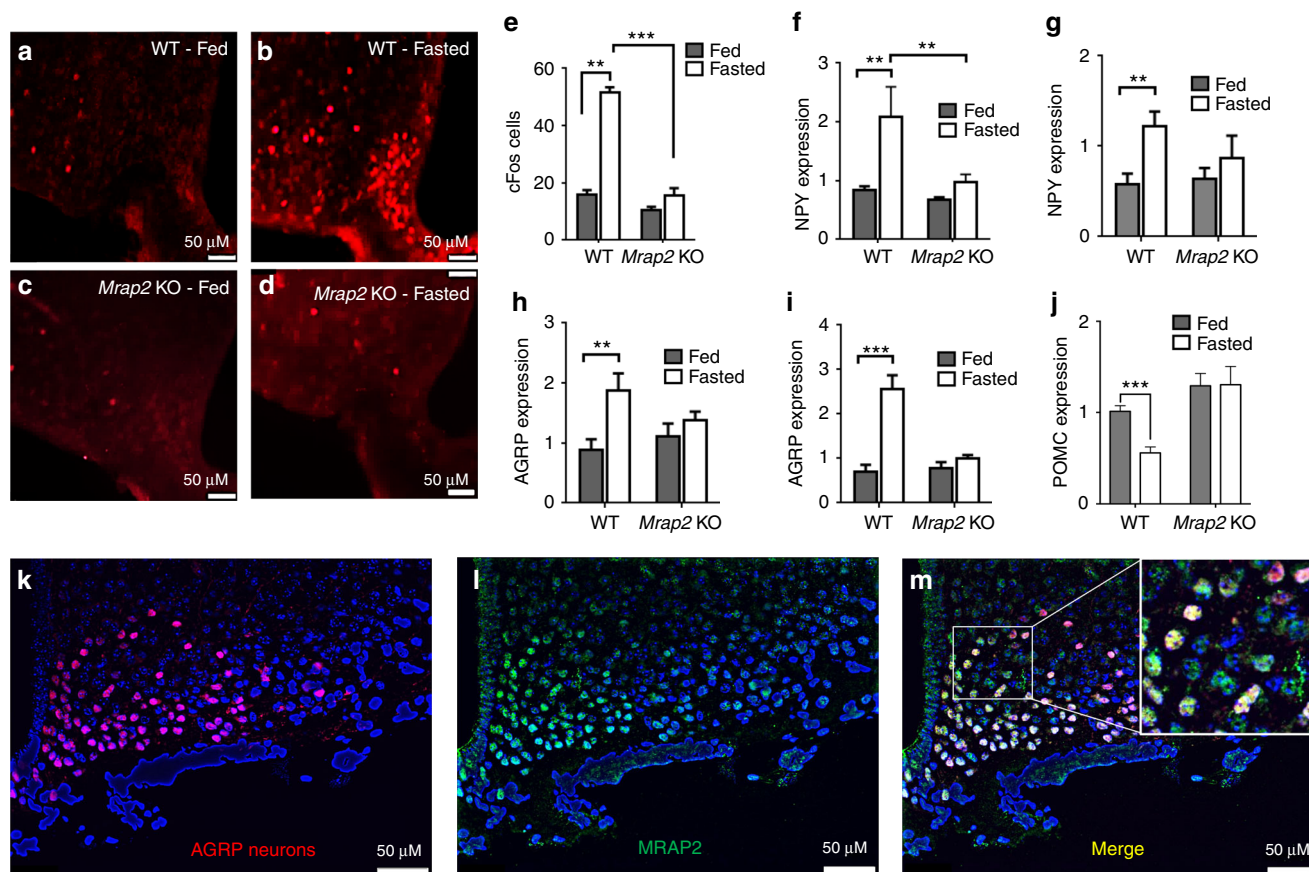 a
WT - Fed
50 µM
b
WT - Fasted
50 µM
c
Mrap2 KO - Fed
50 µM
d
Mrap2 KO - Fasted
50 µM
e
**
***
Fed
Fasted
cFos cells
60
40
20
0
WT
Mrap2 KO
f
**
**
Fed
Fasted
NPY expression
3
2
1
0
WT
Mrap2 KO
g
**
Fed
Fasted
NPY expression
2
1
0
WT
Mrap2 KO
h
**
Fed
Fasted
AGRP expression
3
2
1
0
WT
Mrap2 KO
i
***
Fed
Fasted
AGRP expression
4
3
2
1
0
WT
Mrap2 KO
j
***
Fed
Fasted
POMC expression
2
1
0
WT
Mrap2 KO
k
AGRP neurons
50 µM
l
MRAP2
50 µM
m
Merge
50 µM